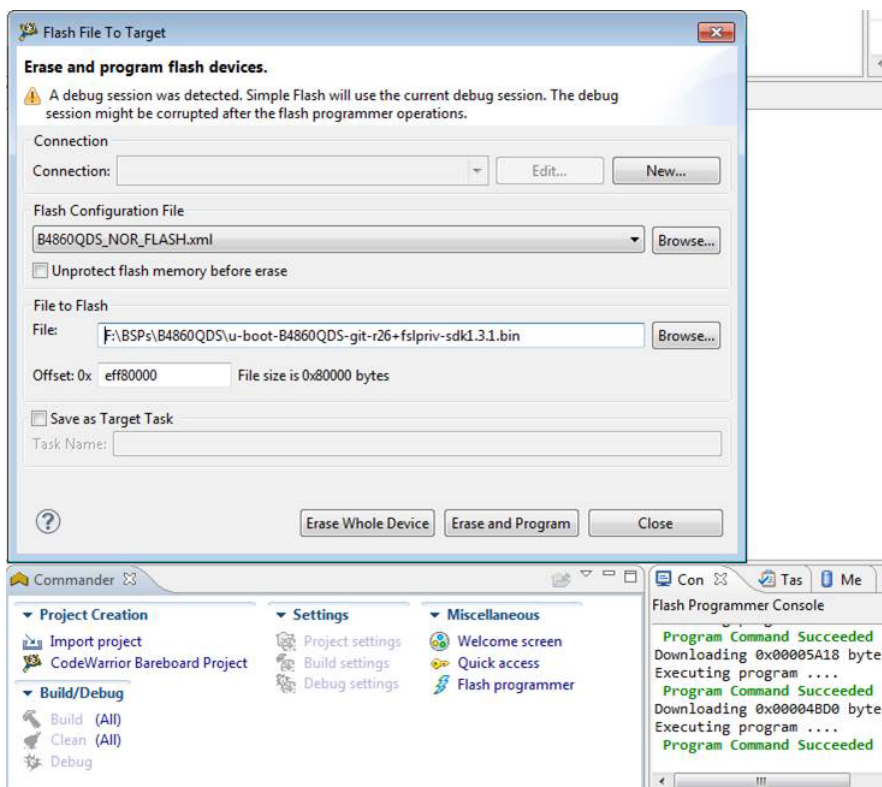 Flash File To Target
Erase and program flash devices.
A debug session was detected. Simple Flash will use the current debug session. The debug
session might be corrupted after the flash programmer operations.
Connection
Connection:
Edit...
New...
Flash Configuration File
B4860QDS_NOR_FLASH.xml
Browse...
Unprotect flash memory before erase
File to Flash
File:
F:\BSPs\B4860QDS\u-boot-B4860QDS-git-r26+fslpriv-sdk1.3.1.bin
Browse...
Offset: 0x
eff80000
File size is 0x80000 bytes
Save as Target Task
Task Name:
Erase Whole Device
Erase and Program
Close
Commander
Project Creation
Import project
CodeWarrior Bareboard Project
Build/Debug
Build (All)
Clean (All)
Debug
Settings
Project settings
Build settings
Debug settings
Miscellaneous
Welcome screen
Quick access
Flash programmer
Con
Tas
Me
Flash Programmer Console
Program Command Succeeded
Downloading 0x00005A18 byte
Executing program ....
Program Command Succeeded
Downloading 0x00004BD0 byte
Executing program ....
Program Command Succeeded